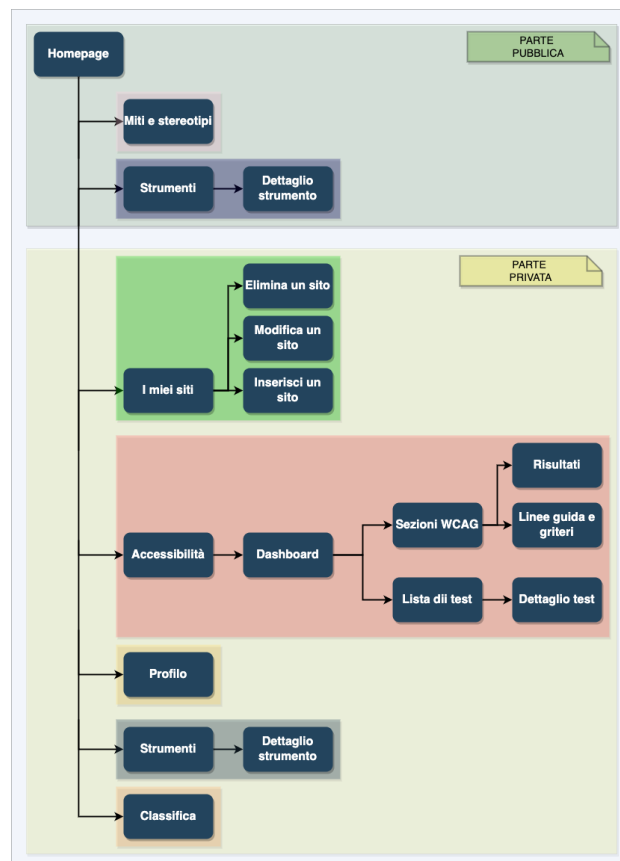 Homepage
PARTE
PUBBLICA
Miti e stereotipi
Strumenti
Dettaglio
strumento
PARTE
PRIVATA
Elimina un sito
Modifica un
sito
I miei siti
Inserisci un
sito
Risultati
Sezioni WCAG
Linee guida e
griteri
Accessibilità
Dashboard
Lista dii test
Dettaglio test
Profilo
Strumenti
Dettaglio
strumento
Classifica